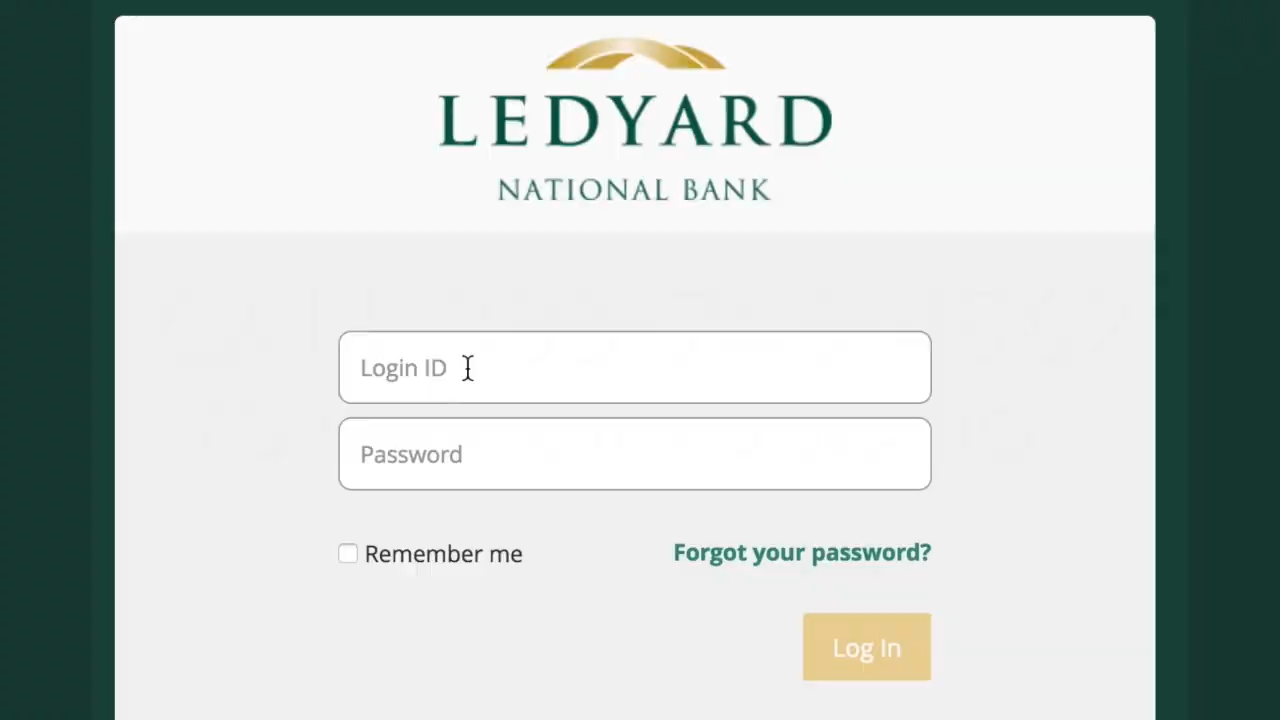 LEDYARD
NATIONAL BANK
Login ID
Password
Remember me
Forgot your password?
Log In